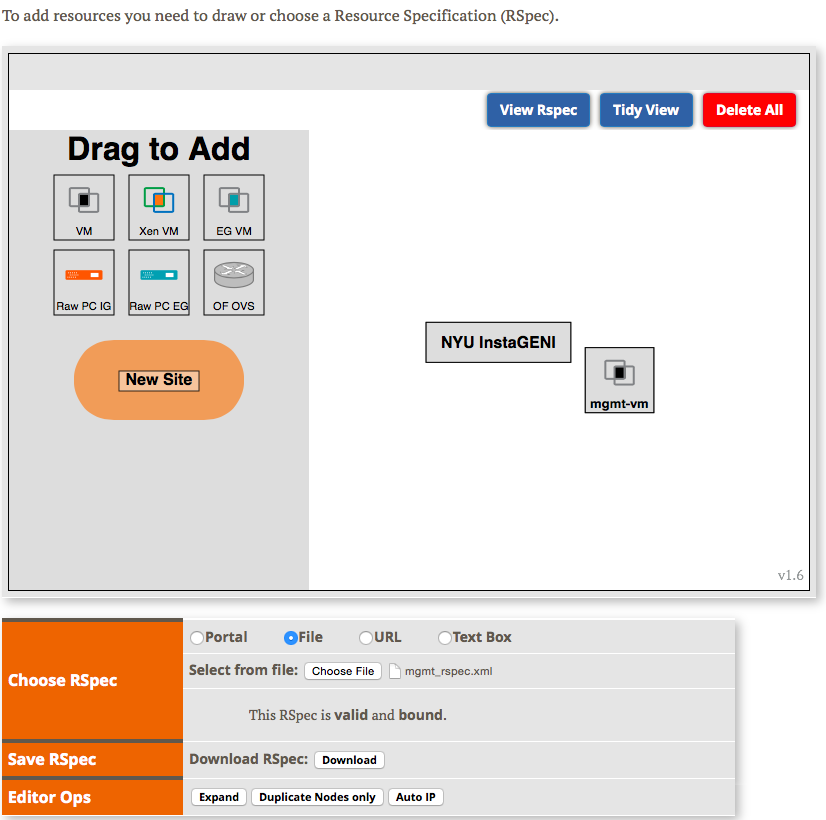 To add resources you need to draw or choose a Resource Specification (RSpec).
View Rspec Tidy View Delete All
Drag to Add
VM Xen VM EG VM
Raw PC IG Raw PC EG OF OVS
NYU InstaGENI
New Site
mgmt-vm
v1.6
Choose RSpec
Portal File URL Text Box
Select from file: Choose File mgmt_rspec.xml
This RSpec is valid and bound.
Save RSpec Download RSpec: Download
Editor Ops Expand Duplicate Nodes only Auto IP